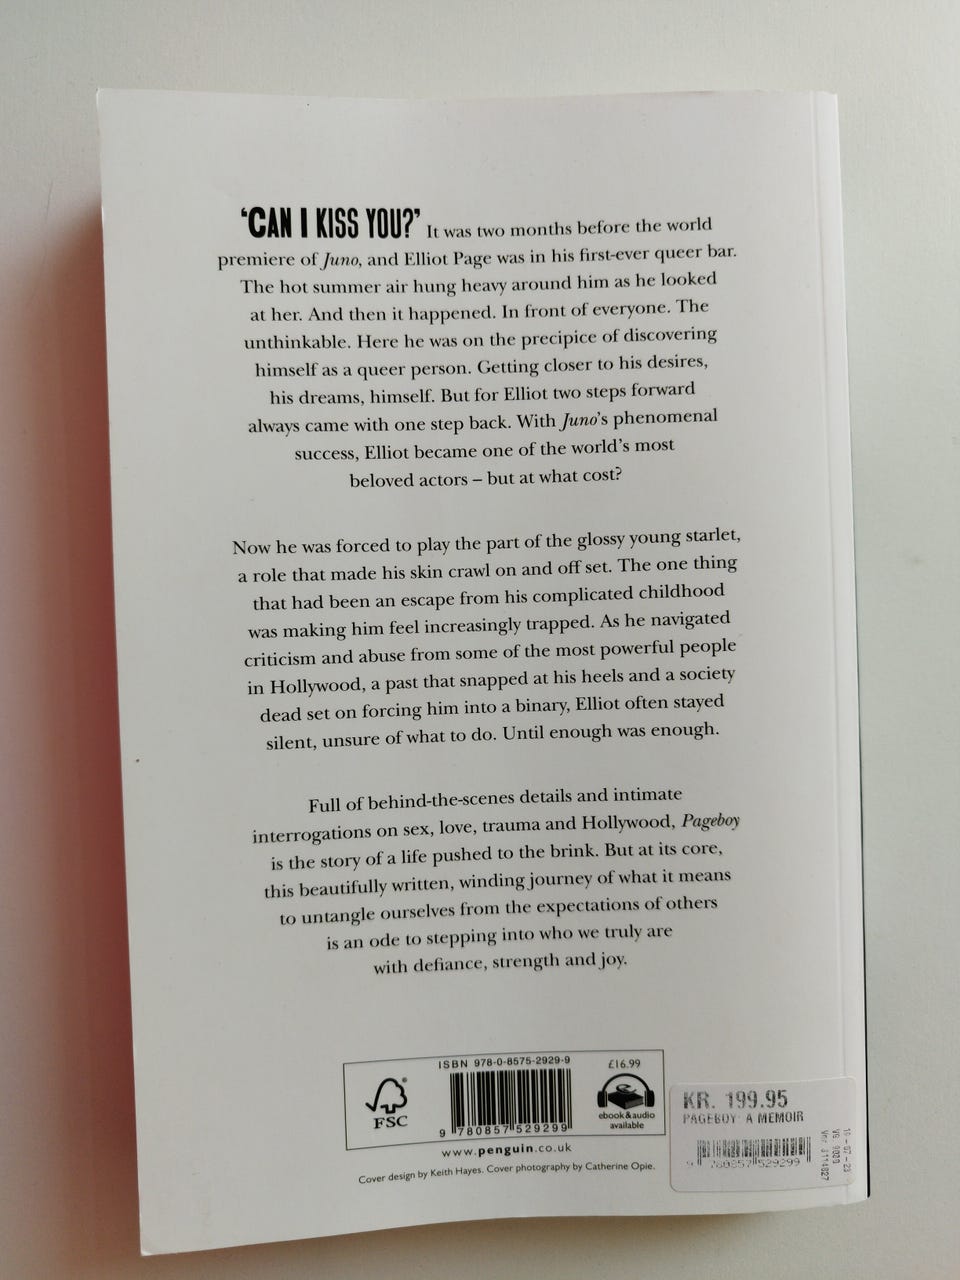 ‘CAN I KISS YOU?’ It was two months before the world
premiere of Juno, and Elliot Page was in his first-ever queer bar.
The hot summer air hung heavy around him as he looked
at her. And then it happened. In front of everyone. The
unthinkable. Here he was on the precipice of discovering
himself as a queer person. Getting closer to his desires,
his dreams, himself. But for Elliot two steps forward
always came with one step back. With Juno’s phenomenal
success, Elliot became one of the world’s most
beloved actors – but at what cost?
Now he was forced to play the part of the glossy young starlet,
a role that made his skin crawl on and off set. The one thing
that had been an escape from his complicated childhood
was making him feel increasingly trapped. As he navigated
criticism and abuse from some of the most powerful people
in Hollywood, a past that snapped at his heels and a society
dead set on forcing him into a binary, Elliot often stayed
silent, unsure of what to do. Until enough was enough.
Full of behind-the-scenes details and intimate
interrogations on sex, love, trauma and Hollywood, Pageboy
is the story of a life pushed to the brink. But at its core,
this beautifully written, winding journey of what it means
to untangle ourselves from the expectations of others
is an ode to stepping into who we truly are
with defiance, strength and joy.
FSC
ISBN 978-0-8575-2929-9
9 780857 529299
£16.99
ebook & audio
available
www.penguin.co.uk
Cover design by Keith Hayes. Cover photography by Catherine Opie.
KR. 199.95
PAGEBOY: A MEMOIR
9 780857 529299